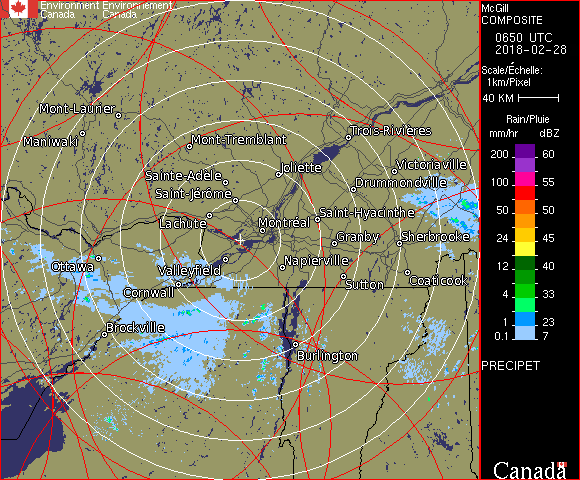 Environment Environnement
Canada Canada
McGill
COMPOSITE
0650 UTC
2018-02-28
Scale/Échelle:
1km/Pixel
40 KM
Rain/Pluie
mm/hr dBZ
200 60
55
100 55
50 50
24 45
12 40
4 33
1 23
0.1 7
PRECIPET
Mont-Laurier
Maniwaki
Mont-Tremblant
Trois-Rivières
Joliette
Victoriaville
Sainte-Adèle
Drummondville
Saint-Jérôme
Lachute
Saint-Hyacinthe
Montréal
Granby
Sherbrooke
Ottawa
Valleyfield
Napierville
Cornwall
Sutton
Coaticook
Brockville
Burlington
Canada